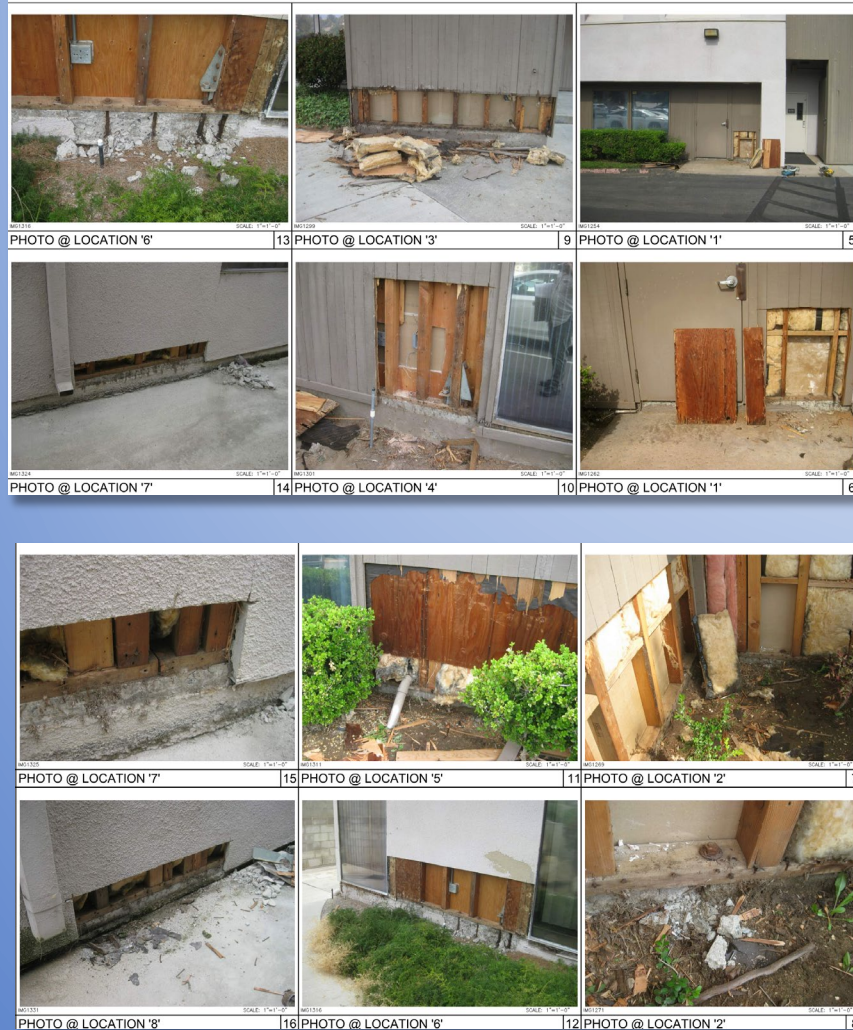 IMG1316 SCALE: 1"=1'-0" IMG1299 SCALE: 1"=1'-0" IMG1254 SCALE: 1"=1'-0"
PHOTO @ LOCATION '6' 13 PHOTO @ LOCATION '3' 9 PHOTO @ LOCATION '1' 5
IMG1324 SCALE: 1"=1'-0" IMG1301 SCALE: 1"=1'-0" IMG1262 SCALE: 1"=1'-0"
PHOTO @ LOCATION '7' 14 PHOTO @ LOCATION '4' 10 PHOTO @ LOCATION '1' 6
IMG1325 SCALE: 1"=1'-0" IMG1311 SCALE: 1"=1'-0" IMG1269 SCALE: 1"=1'-0"
PHOTO @ LOCATION '7' 15 PHOTO @ LOCATION '5' 11 PHOTO @ LOCATION '2'
IMG1331 SCALE: 1"=1'-0" IMG1316 SCALE: 1"=1'-0" IMG1271 SCALE: 1"=1'-0"
PHOTO @ LOCATION '8' 16 PHOTO @ LOCATION '6' 12 PHOTO @ LOCATION '2' 8